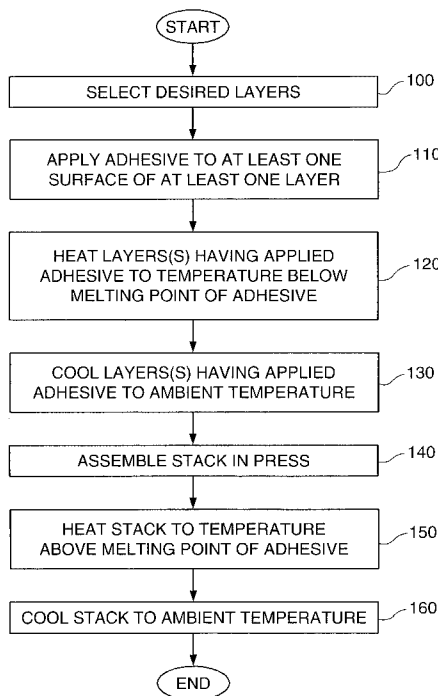 START
SELECT DESIRED LAYERS
100
APPLY ADHESIVE TO AT LEAST ONE
SURFACE OF AT LEAST ONE LAYER
110
HEAT LAYERS(S) HAVING APPLIED
ADHESIVE TO TEMPERATURE BELOW
MELTING POINT OF ADHESIVE
120
COOL LAYERS(S) HAVING APPLIED
ADHESIVE TO AMBIENT TEMPERATURE
130
ASSEMBLE STACK IN PRESS
140
HEAT STACK TO TEMPERATURE
ABOVE MELTING POINT OF ADHESIVE
150
COOL STACK TO AMBIENT TEMPERATURE
160
END